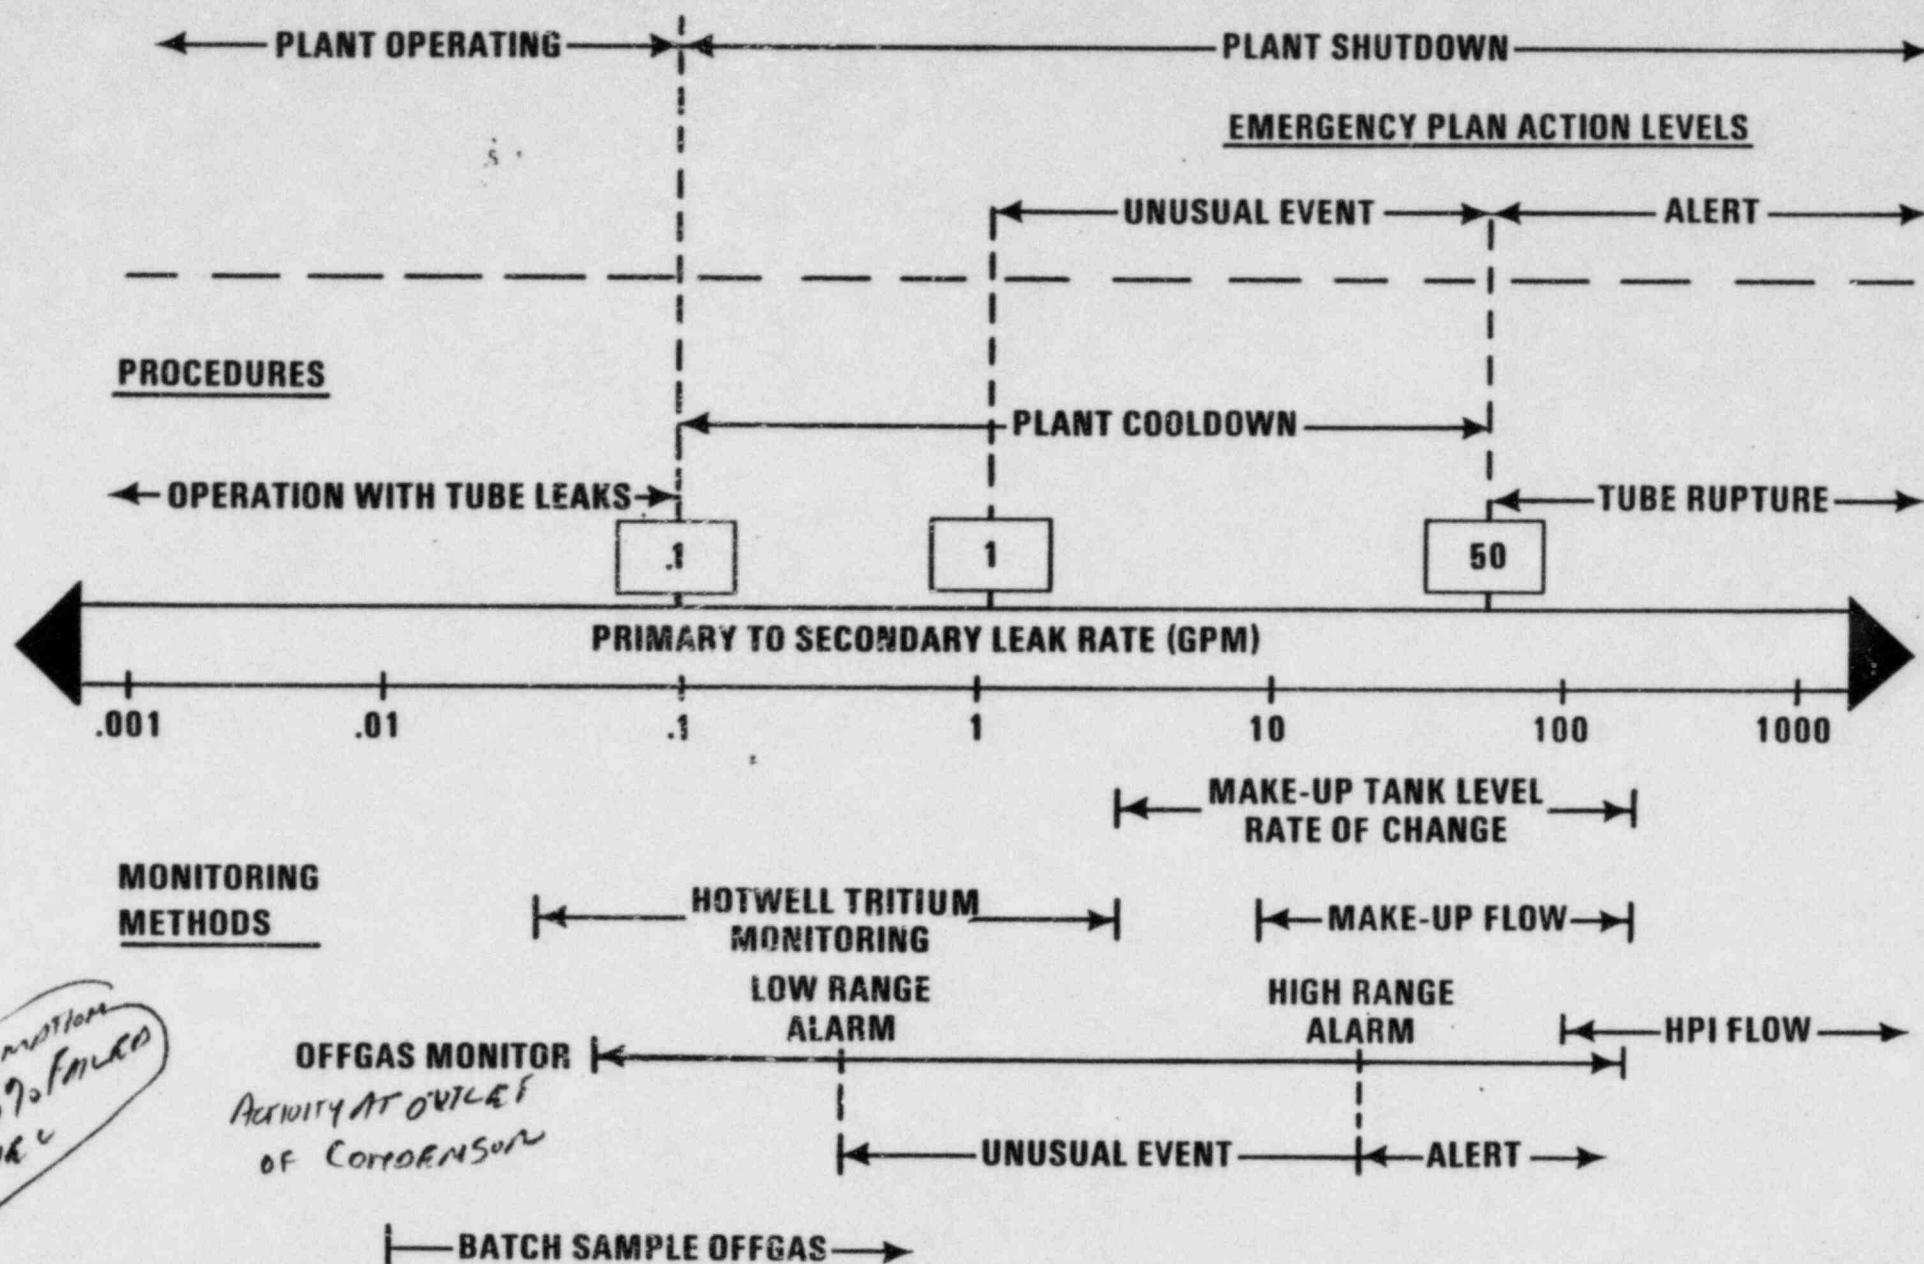 PLANT OPERATING
PLANT SHUTDOWN
EMERGENCY PLAN ACTION LEVELS
UNUSUAL EVENT
ALERT
PROCEDURES
PLANT COOLDOWN
OPERATION WITH TUBE LEAKS
TUBE RUPTURE
.1
1
50
PRIMARY TO SECONDARY LEAK RATE (GPM)
.001 .01 .1 1 10 100 1000
MAKE-UP TANK LEVEL
RATE OF CHANGE
MONITORING
METHODS
HOTWELL TRITIUM
MONITORING
MAKE-UP FLOW
LOW RANGE
ALARM
HIGH RANGE
ALARM
HPI FLOW
OFFGAS MONITOR
ACTIVITY AT OUTLET
OF
UNUSUAL EVENT
ALERT
% FAILED
BATCH SAMPLE OFFGAS